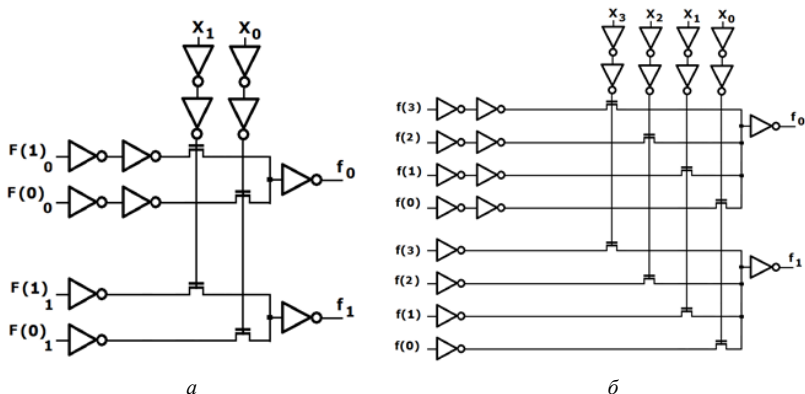 X₁ X₀
F(1)₀
F(0)₀
f₀
F(1)₁
F(0)₁
f₁
а
X₃ X₂ X₁ X₀
f(3)
f(2)
f(1)
f(0)
f₀
f(3)
f(2)
f(1)
f(0)
f₁
б